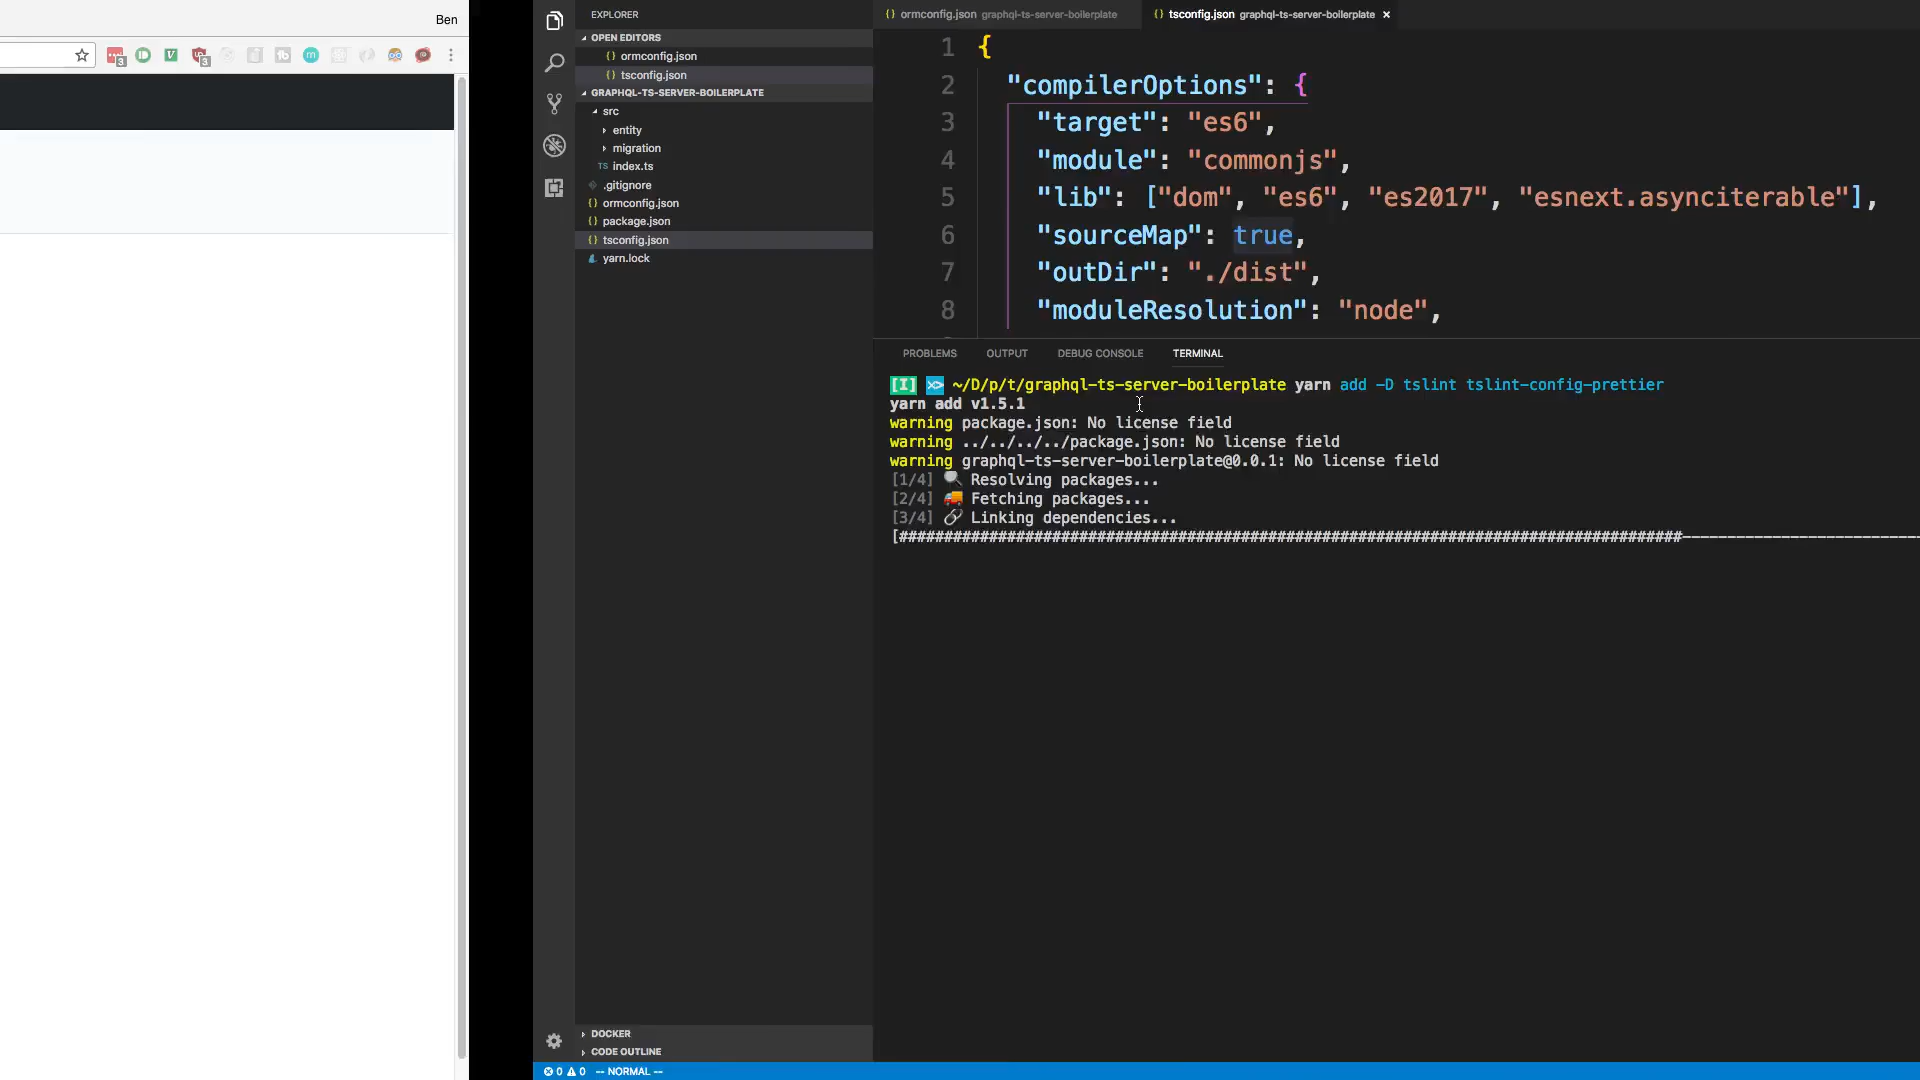 Ben
3
3
EXPLORER
OPEN EDITORS
{} ormconfig.json
{} tsconfig.json
GRAPHQL-TS-SERVER-BOILERPLATE
src
entity
migration
TS index.ts
.gitignore
{} ormconfig.json
{} package.json
{} tsconfig.json
yarn.lock
DOCKER
CODE OUTLINE
{} ormconfig.json graphql-ts-server-boilerplate
{} tsconfig.json graphql-ts-server-boilerplate ×
1 {
2 "compilerOptions": {
3 "target": "es6",
4 "module": "commonjs",
5 "lib": ["dom", "es6", "es2017", "esnext.asynciterable"],
6 "sourceMap": true,
7 "outDir": "./dist",
8 "moduleResolution": "node",
PROBLEMS OUTPUT DEBUG CONSOLE TERMINAL
[I] ~/D/p/t/graphql-ts-server-boilerplate yarn add -D tslint tslint-config-prettier
yarn add v1.5.1
warning package.json: No license field
warning ../../../../package.json: No license field
warning graphql-ts-server-boilerplate@0.0.1: No license field
[1/4] 🔍 Resolving packages...
[2/4] 🚚 Fetching packages...
[3/4] 🔗 Linking dependencies...
0 0 -- NORMAL --